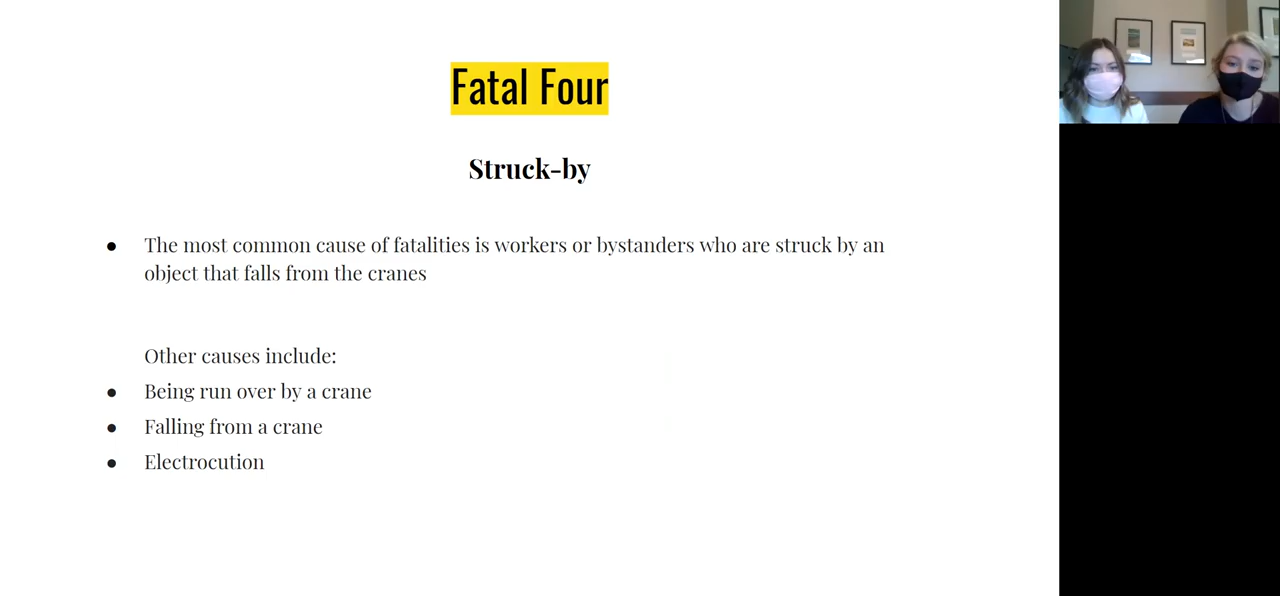 Fatal Four
Struck-by
● The most common cause of fatalities is workers or bystanders who are struck by an
object that falls from the cranes
Other causes include:
● Being run over by a crane
● Falling from a crane
● Electrocution